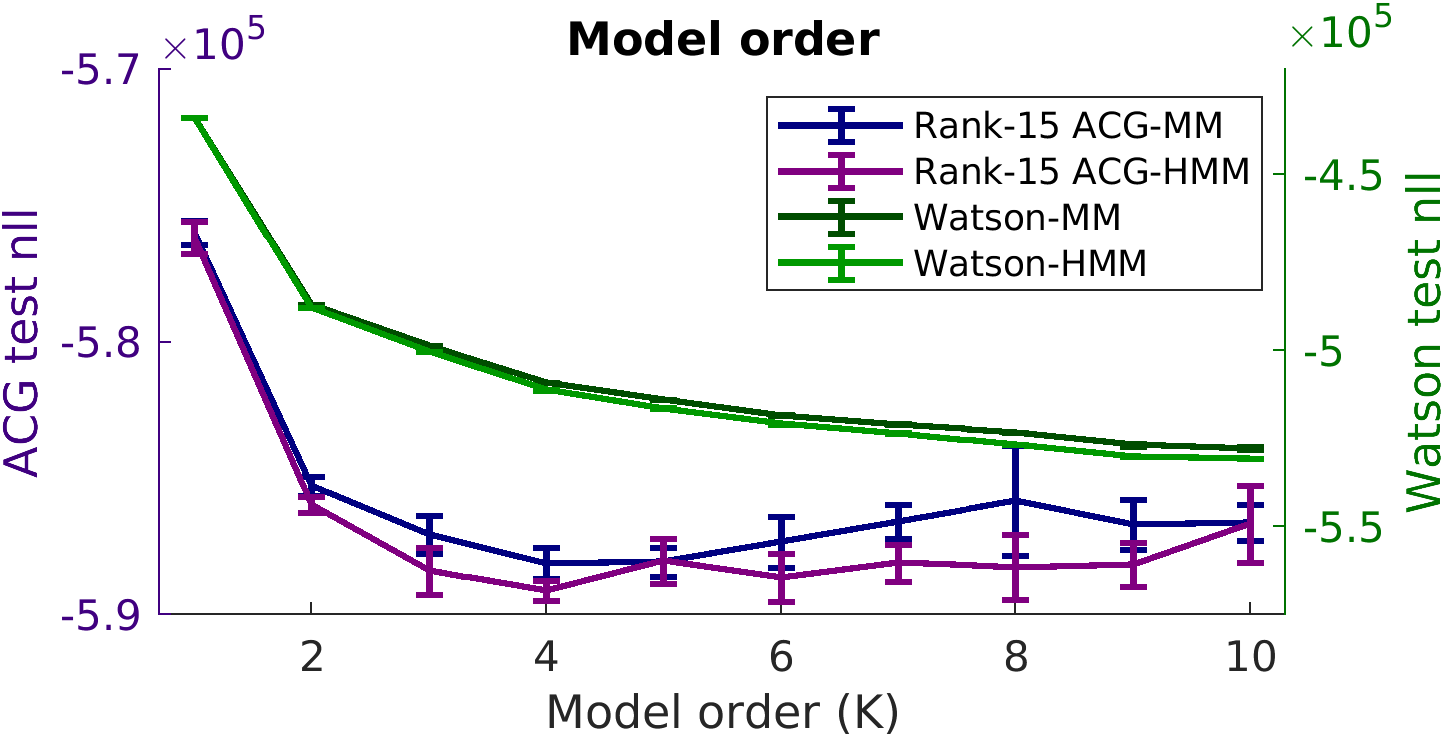 Model order
×10^5
×10^5
-5.7
-5.8
-5.9
ACG test nll
-4.5
-5
-5.5
Watson test nll
Rank-15 ACG-MM
Rank-15 ACG-HMM
Watson-MM
Watson-HMM
2 4 6 8 10
Model order (K)